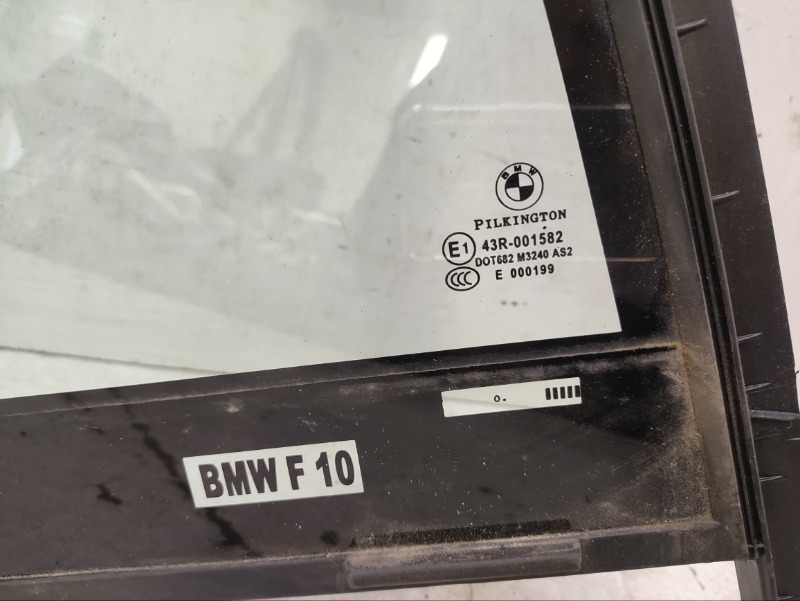 BMW
PILKINGTON
E1 43R-001582
DOT682 M3240 AS2
CCC E 000199
o.
BMW F 10